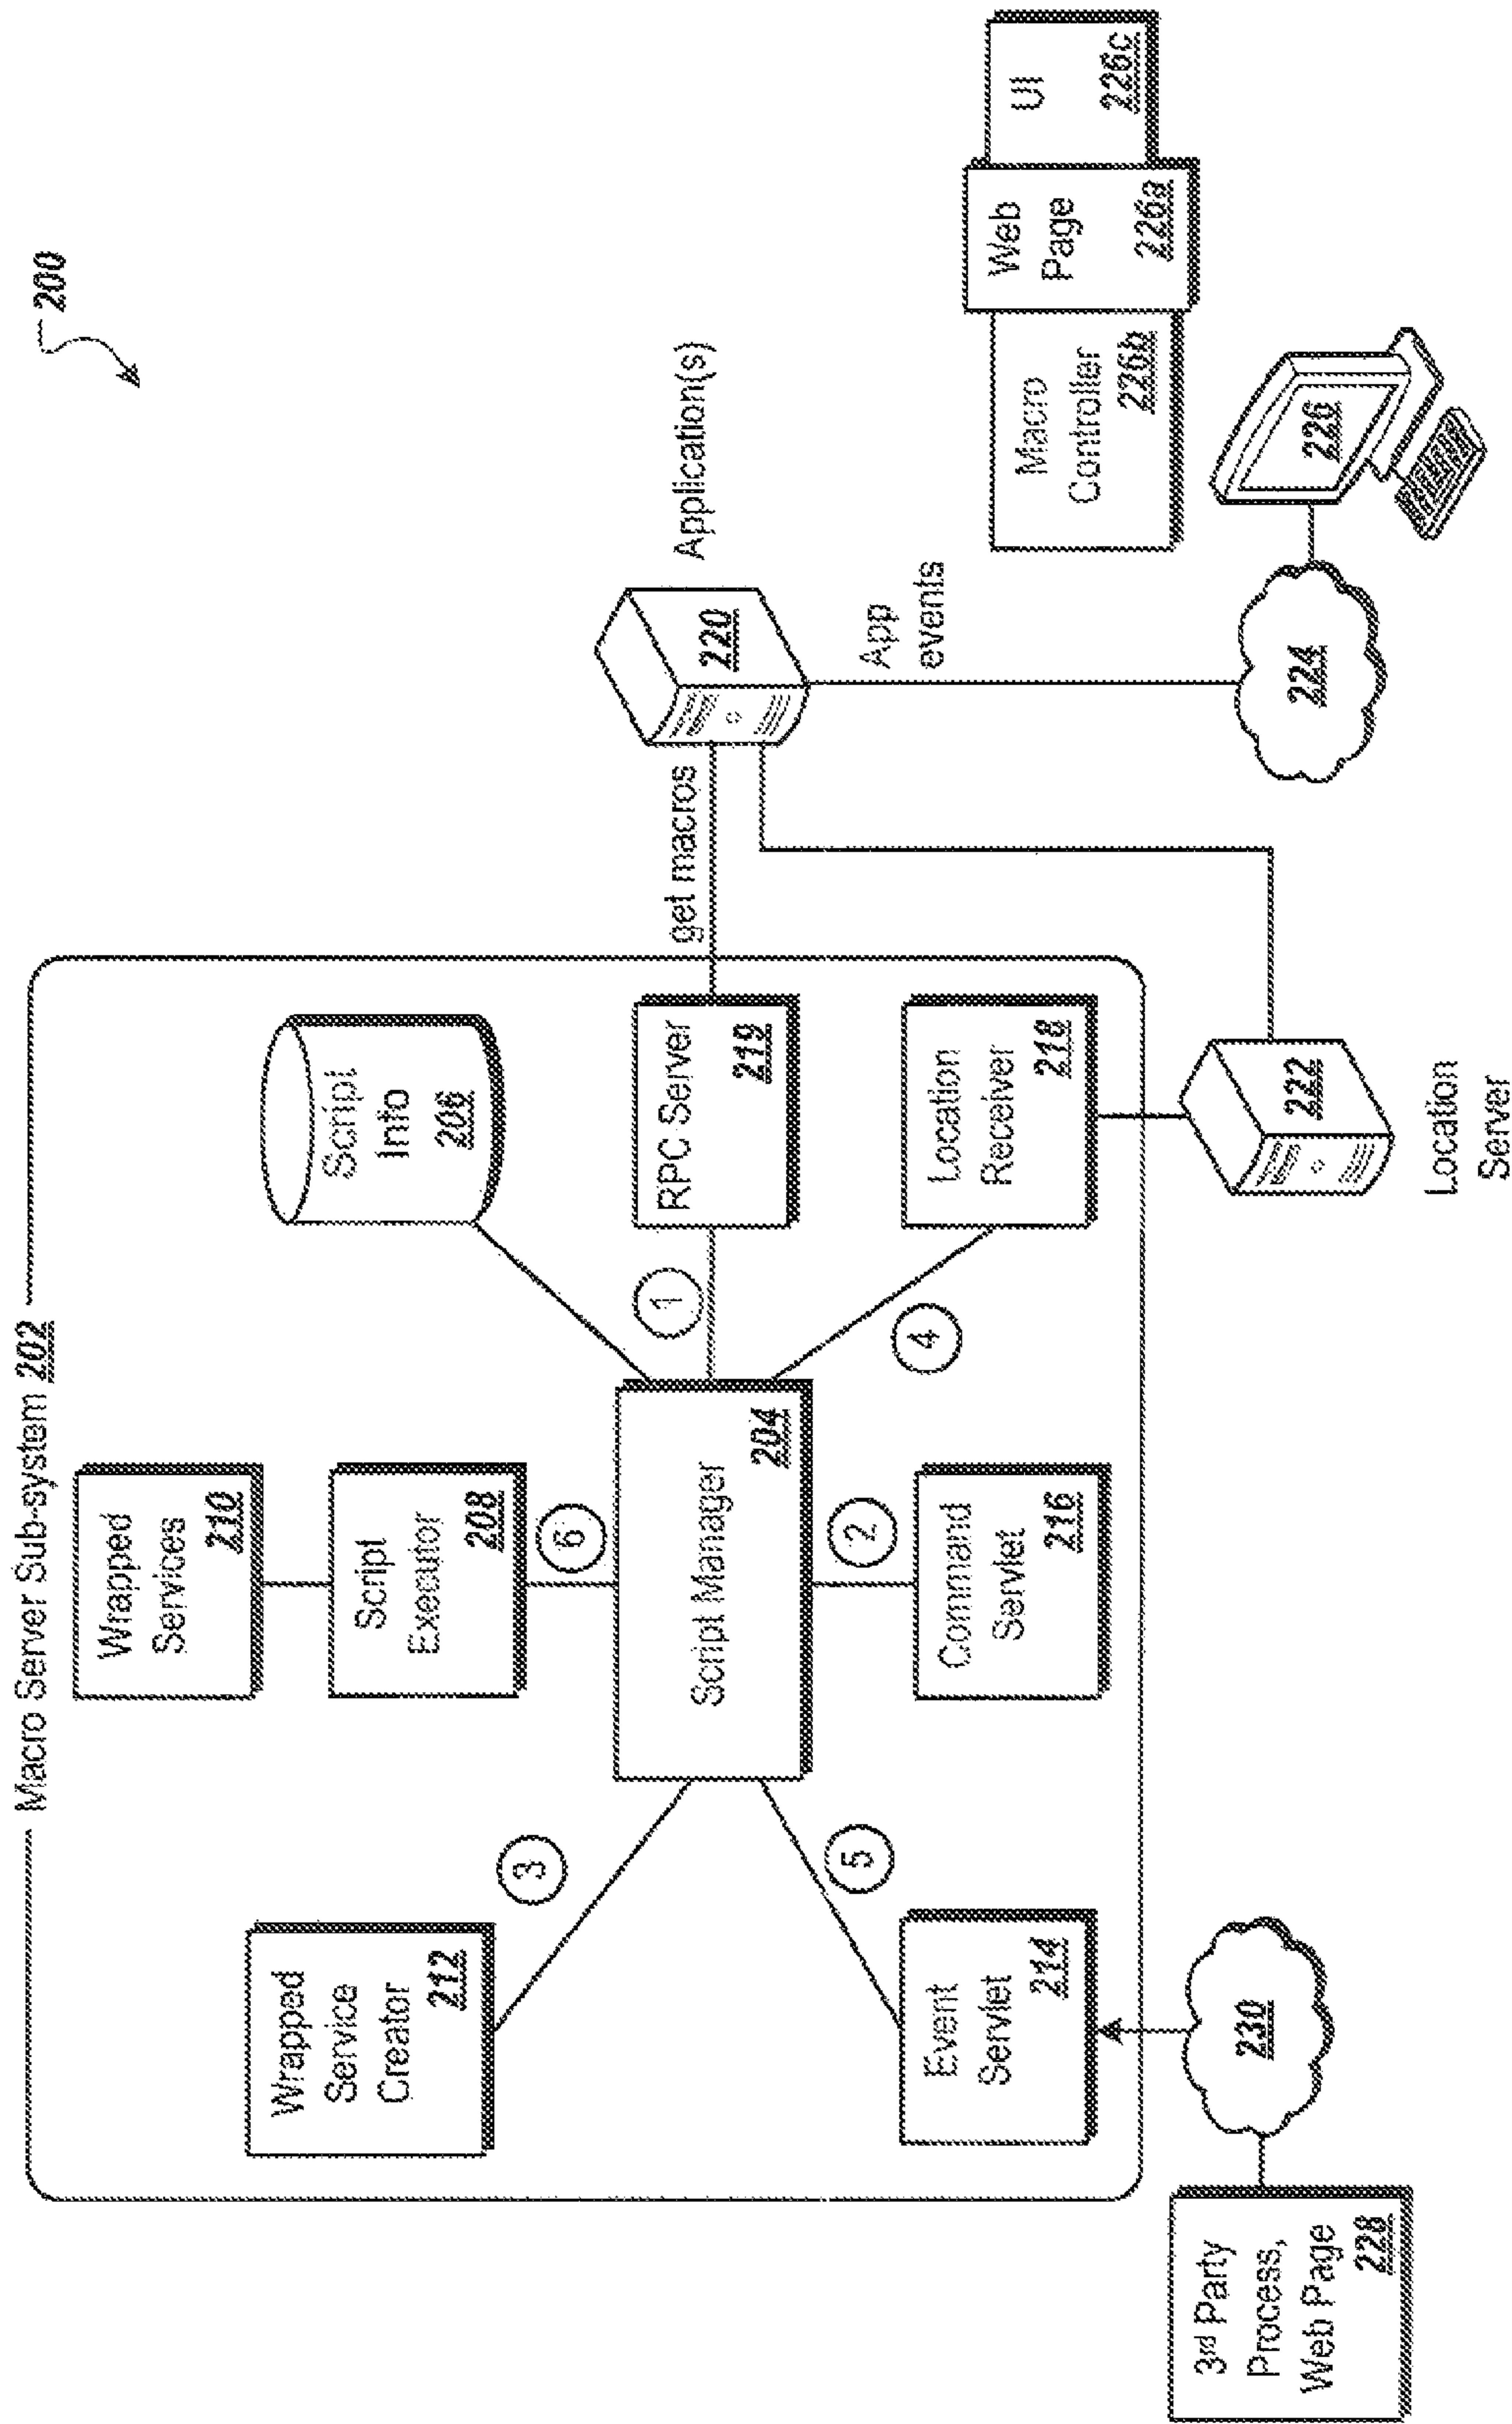 200
Macro Server Sub-system 202
Wrapped
Services
210
Script
Info
206
Wrapped
Service
Creator
212
Script
Executor
208
3
6
1
get macros
Application(s)
220
Script Manager
204
RPC Server
219
5
2
4
App
events
Event
Servlet
214
Command
Servlet
216
Location
Receiver
218
Macro
Controller
226b
Web
Page
226a
UI
226c
3rd Party
Process,
Web Page
228
230
222
Location
Server
224
226